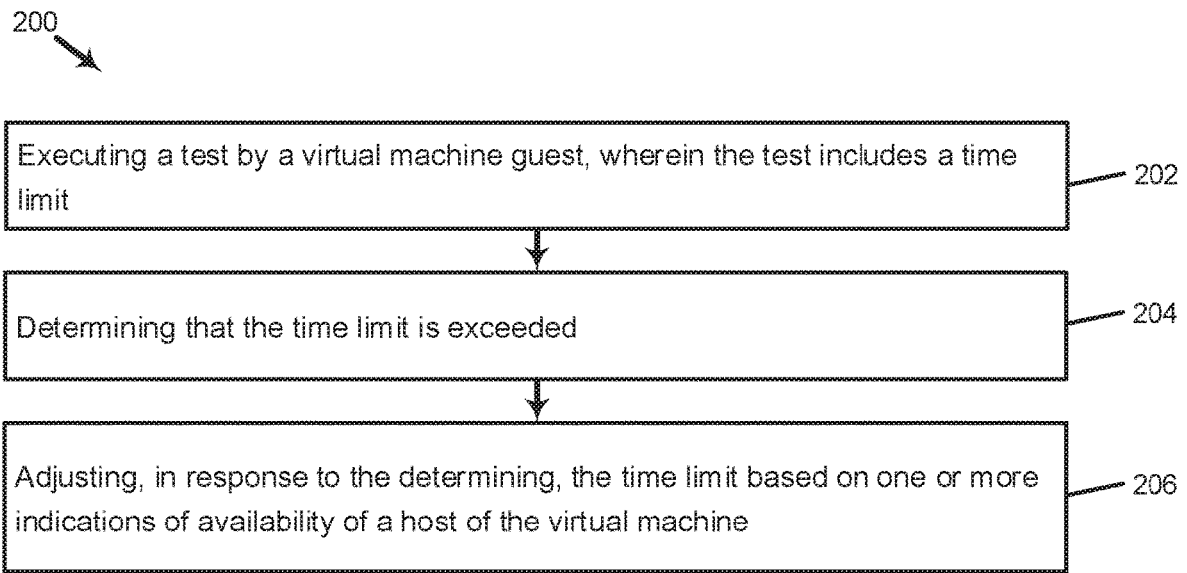 200
Executing a test by a virtual machine guest, wherein the test includes a time
limit
202
Determining that the time limit is exceeded
204
Adjusting, in response to the determining, the time limit based on one or more
indications of availability of a host of the virtual machine
206